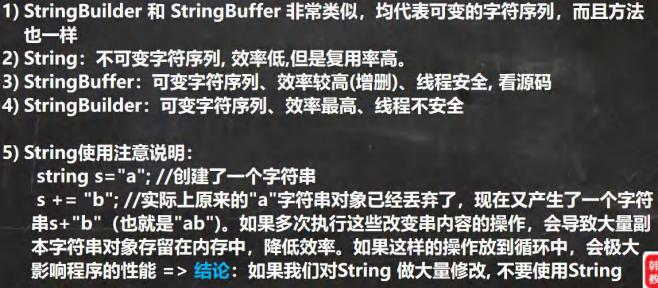 1) StringBuilder 和 StringBuffer 非常类似，均代表可变的字符序列，而且方法
也一样
2) String：不可变字符序列, 效率低,但是复用率高。
3) StringBuffer：可变字符序列、效率较高(增删)、线程安全, 看源码
4) StringBuilder：可变字符序列、效率最高、线程不安全
5) String使用注意说明：
string s="a"; //创建了一个字符串
s += "b"; //实际上原来的"a"字符串对象已经丢弃了，现在又产生了一个字符
串s+"b"（也就是"ab"）。如果多次执行这些改变串内容的操作，会导致大量副
本字符串对象存留在内存中，降低效率。如果这样的操作放到循环中，会极大
影响程序的性能 => 结论：如果我们对String 做大量修改, 不要使用String